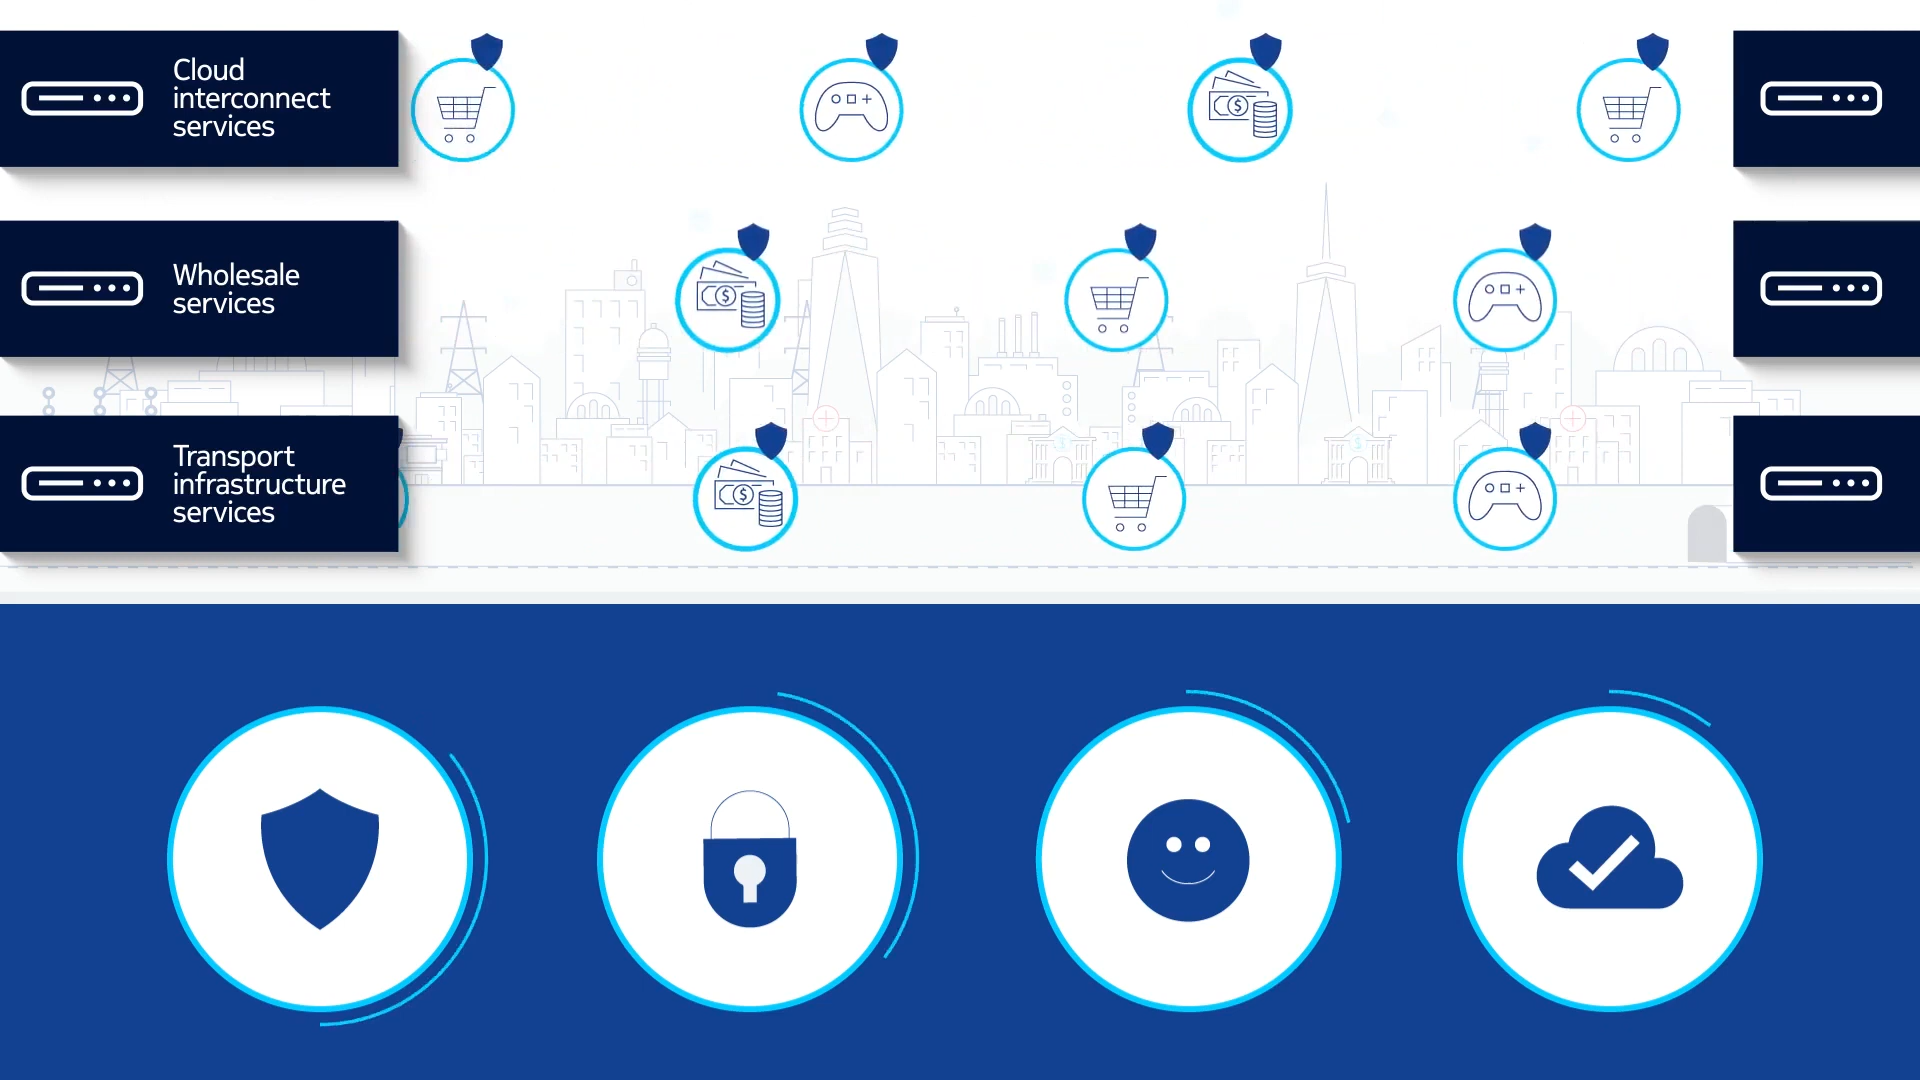 Cloud
interconnect
services
Wholesale
services
Transport
infrastructure
services